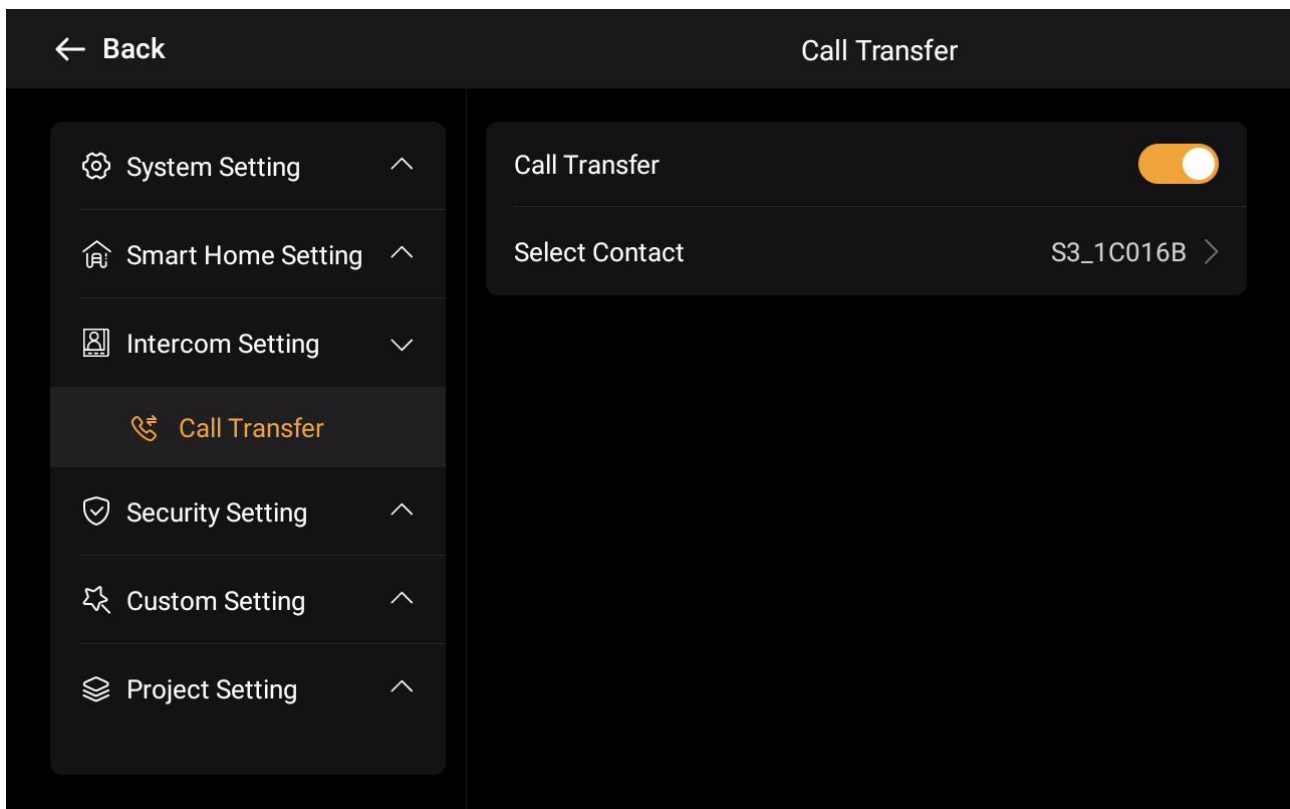 Back
Call Transfer
System Setting
Smart Home Setting
Intercom Setting
Call Transfer
Security Setting
Custom Setting
Project Setting
Call Transfer
Select Contact S3_1C016B